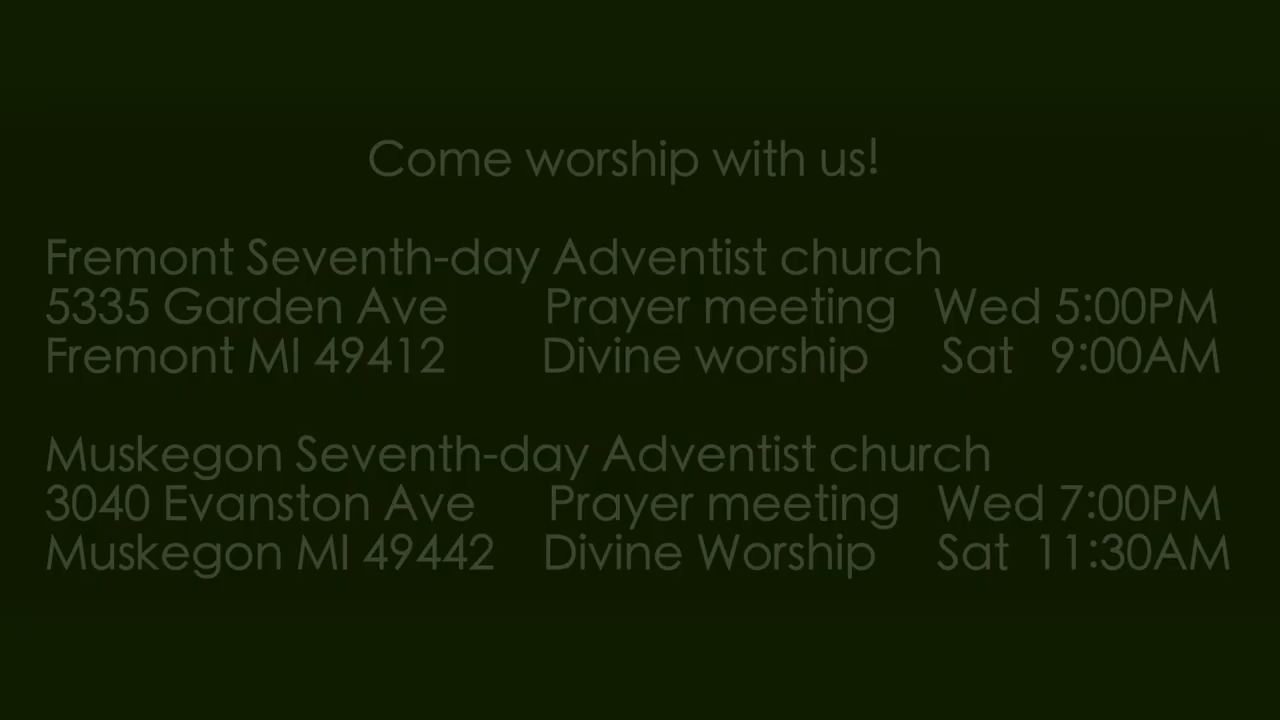 Come worship with us!
Fremont Seventh-day Adventist church
5335 Garden Ave Prayer meeting Wed 5:00PM
Fremont MI 49412 Divine worship Sat 9:00AM
Muskegon Seventh-day Adventist church
3040 Evanston Ave Prayer meeting Wed 7:00PM
Muskegon MI 49442 Divine Worship Sat 11:30AM